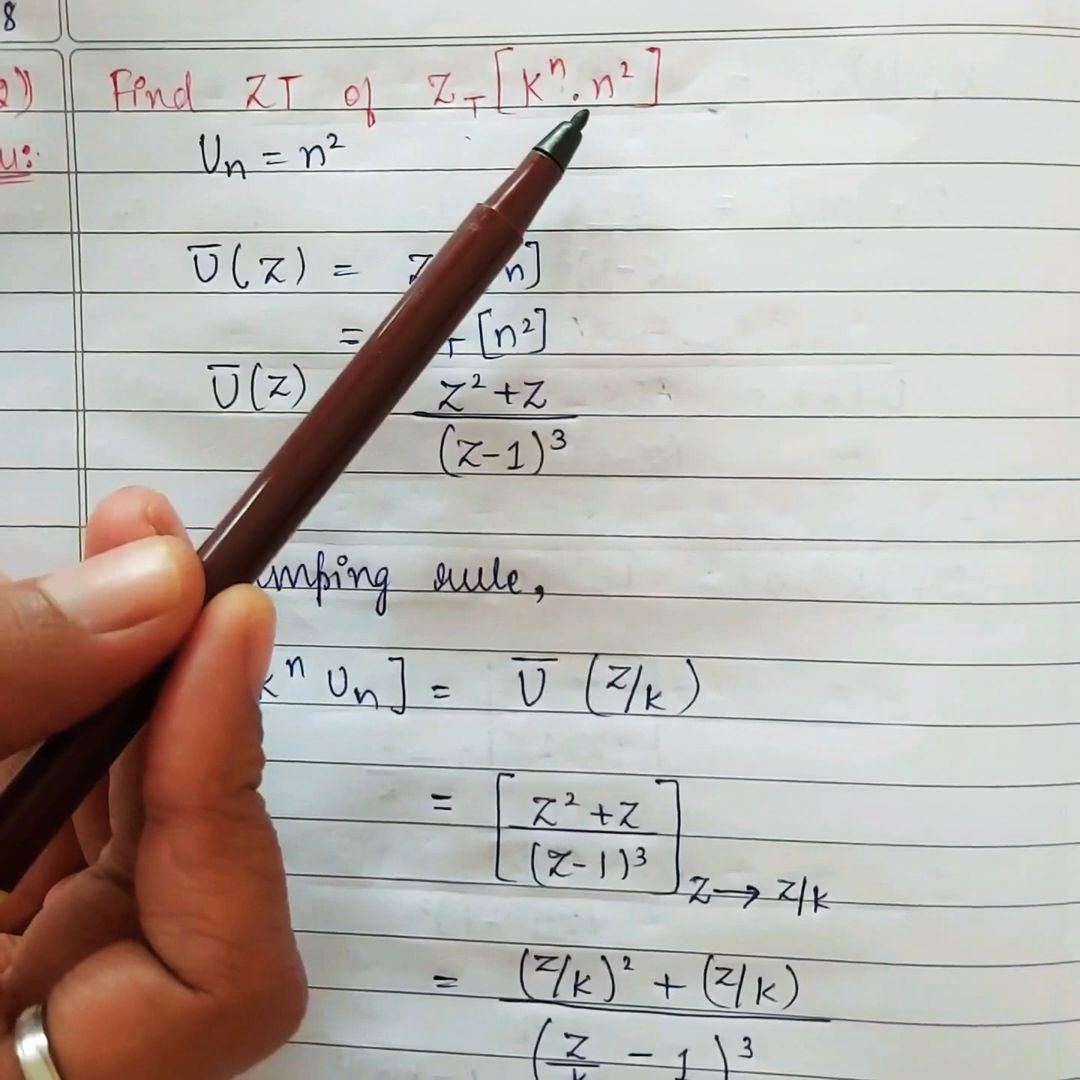 8
2))
Find ZT of Z_T [k^n . n^2]
u:
U_n = n^2
Ū(z) = Z n]
= T [n^2]
Ū(z) z^2 + z / (z-1)^3
umping rule,
k^n U_n] = Ū (z/k)
= [z^2 + z / (z-1)^3] z → z/k
= (z/k)^2 + (z/k) / (z/k - 1)^3